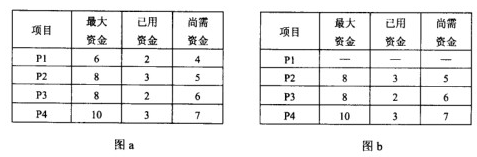 项目 最大资金 已用资金 尚需资金
P1 6 2 4
P2 8 3 5
P3 8 2 6
P4 10 3 7
图a
项目 最大资金 已用资金 尚需资金
P1 — — —
P2 8 3 5
P3 8 2 6
P4 10 3 7
图b